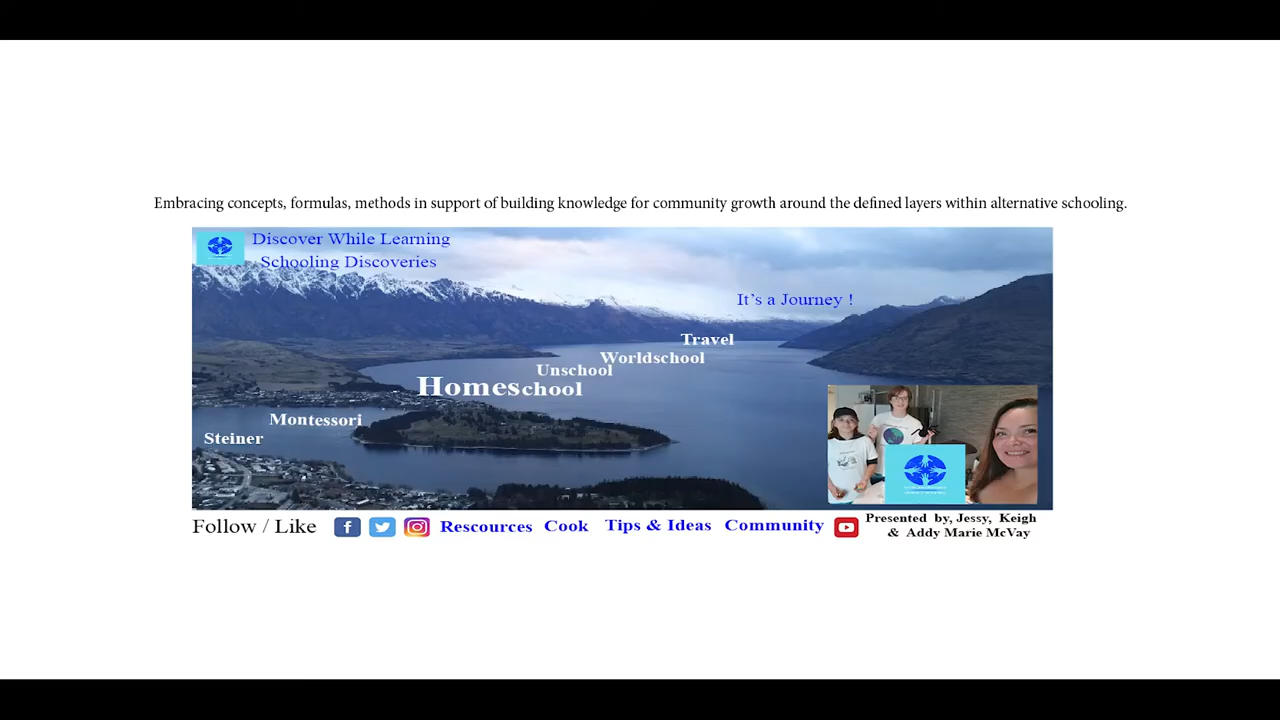 Embracing concepts, formulas, methods in support of building knowledge for community growth around the defined layers within alternative schooling.
Discover While Learning
Schooling Discoveries
It's a Journey !
Travel
Worldschool
Unschool
Homeschool
Montessori
Steiner
Follow / Like
Rescources Cook Tips & Ideas Community
Presented by, Jessy, Keigh
& Addy Marie McVay